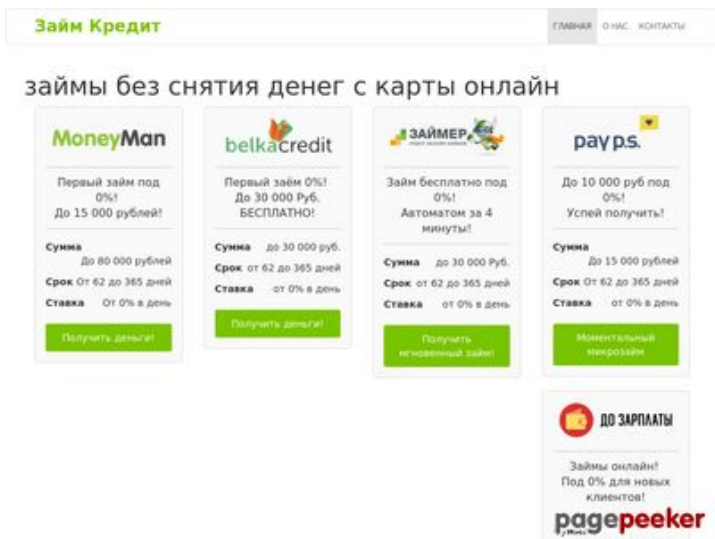 Займ Кредит
ГЛАВНАЯ О НАС КОНТАКТЫ
займы без снятия денег с карты онлайн
MoneyMan
Первый займ под
0%!
До 15 000 рублей!
Сумма
До 80 000 рублей
Срок От 62 до 365 дней
Ставка От 0% в день
Получить деньги!
belkacredit
Первый заём 0%!
До 30 000 Руб.
БЕСПЛАТНО!
Сумма до 30 000 руб.
Срок от 62 до 365 дней
Ставка от 0% в день
Получить деньги!
ЗАЙМЕР
Займ бесплатно под
0%!
Автоматом за 4
минуты!
Сумма до 30 000 Руб.
Срок от 62 до 365 дней
Ставка от 0% в день
Получить
мгновенный займ!
pay p.s.
До 10 000 руб под
0%!
Успей получить!
Сумма
До 15 000 рублей
Срок От 62 до 365 дней
Ставка от 0% в день
Моментальный
микрозайм
ДО ЗАРПЛАТЫ
Займы онлайн!
Под 0% для новых
клиентов!
pagepeeker